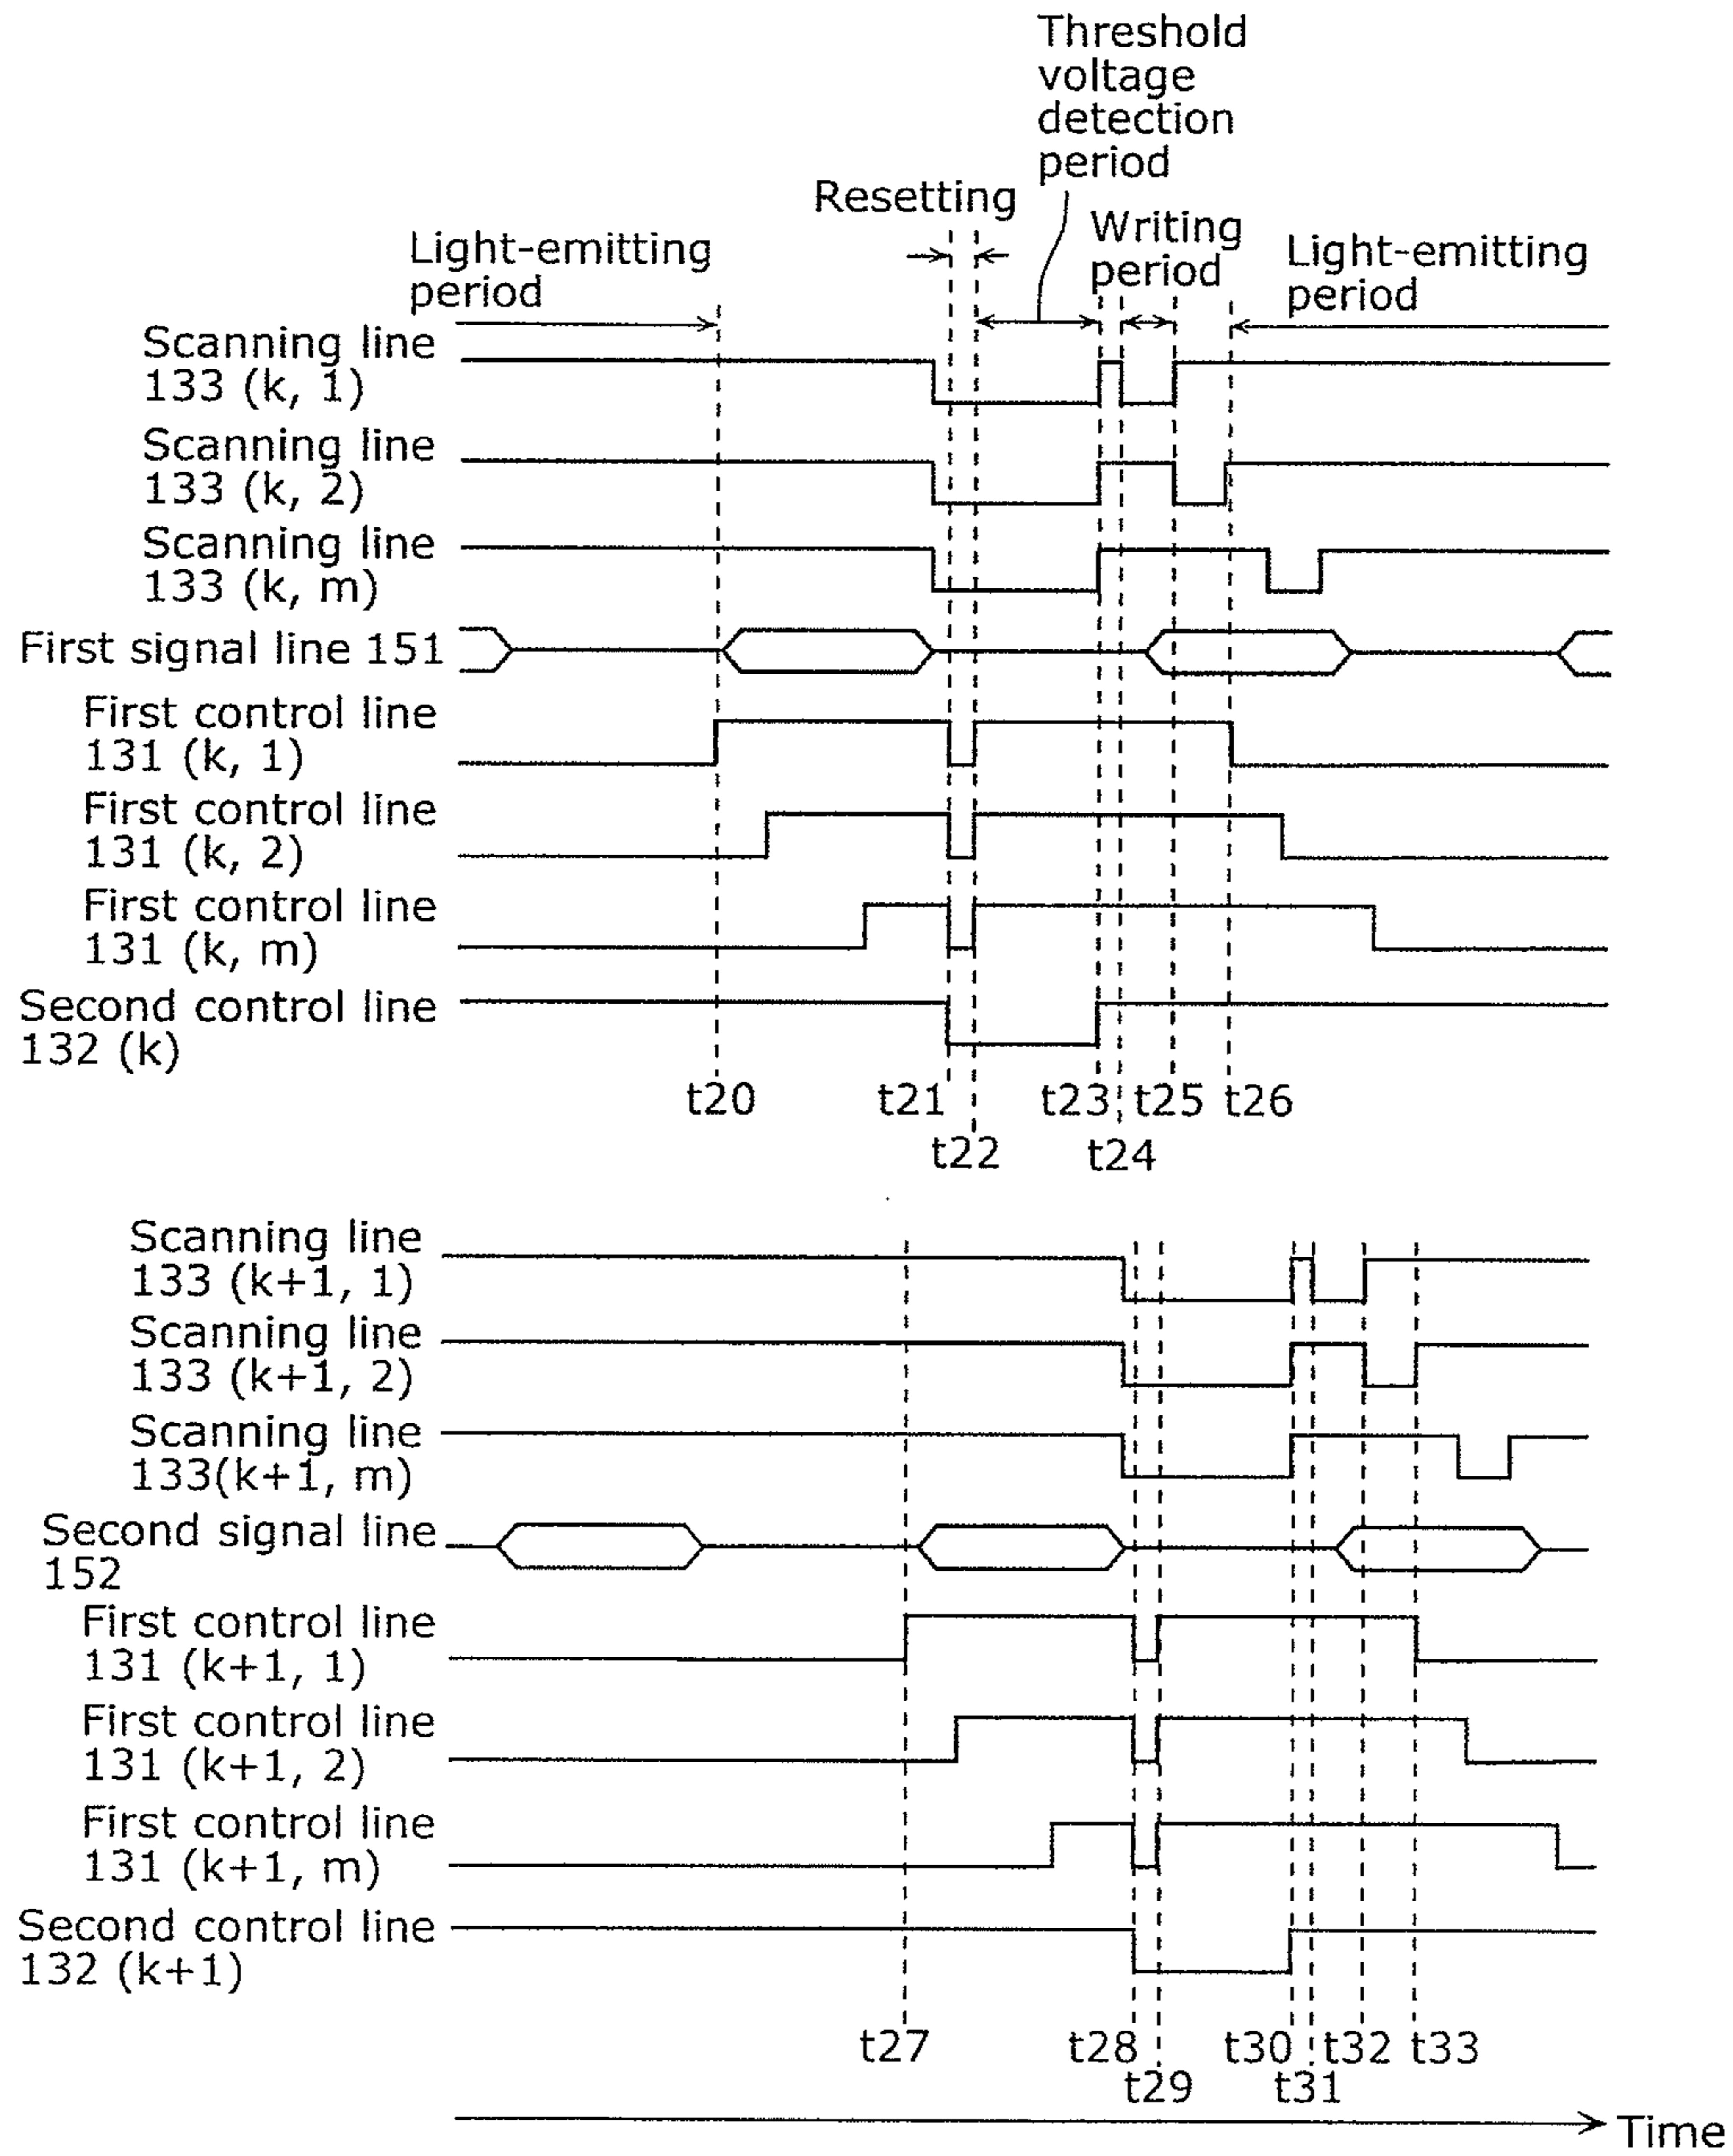 Threshold
voltage
detection
period
Resetting
Writing
period
Light-emitting
period
Light-emitting
period
Scanning line
133 (k, 1)
Scanning line
133 (k, 2)
Scanning line
133 (k, m)
First signal line 151
First control line
131 (k, 1)
First control line
131 (k, 2)
First control line
131 (k, m)
Second control line
132 (k)
t20
t21
t23
t25
t26
t22
t24
Scanning line
133 (k+1, 1)
Scanning line
133 (k+1, 2)
Scanning line
133(k+1, m)
Second signal line
152
First control line
131 (k+1, 1)
First control line
131 (k+1, 2)
First control line
131 (k+1, m)
Second control line
132 (k+1)
t27
t28
t30
t32
t33
t29
t31
Time